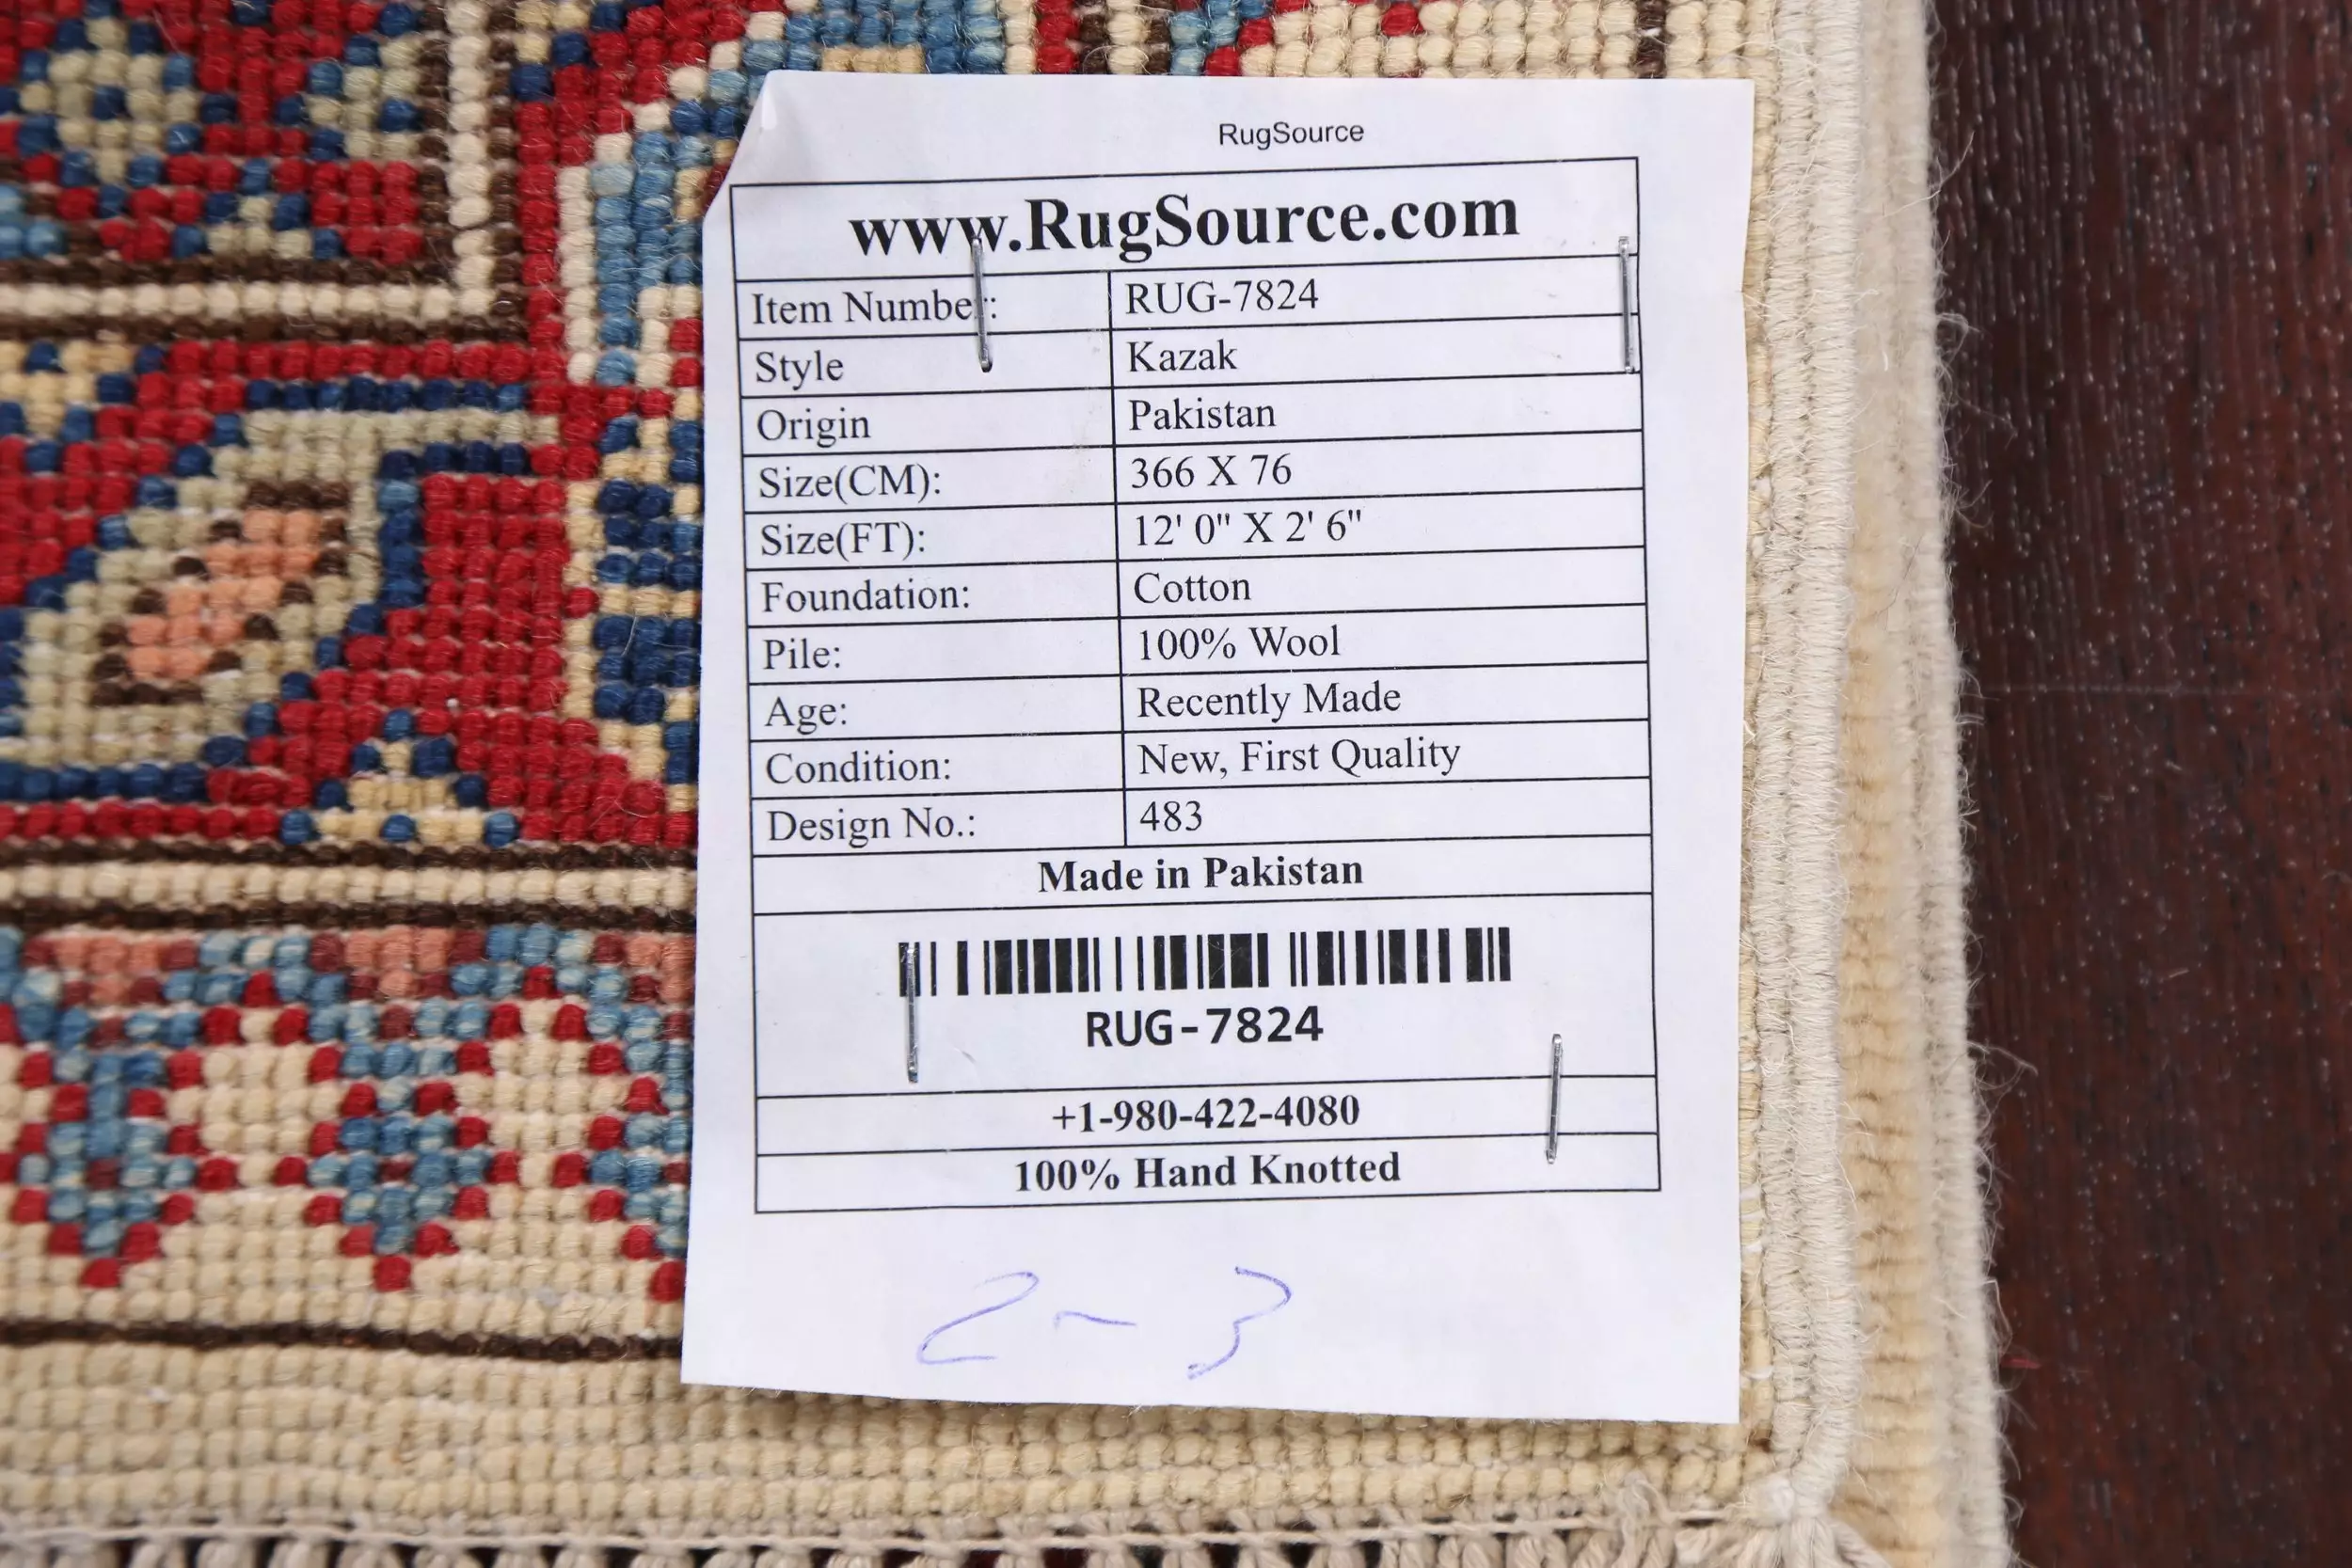 RugSource
www.RugSource.com
Item Number: RUG-7824
Style Kazak
Origin Pakistan
Size(CM): 366 X 76
Size(FT): 12' 0" X 2' 6"
Foundation: Cotton
Pile: 100% Wool
Age: Recently Made
Condition: New, First Quality
Design No.: 483
Made in Pakistan
RUG-7824
+1-980-422-4080
100% Hand Knotted
2~3